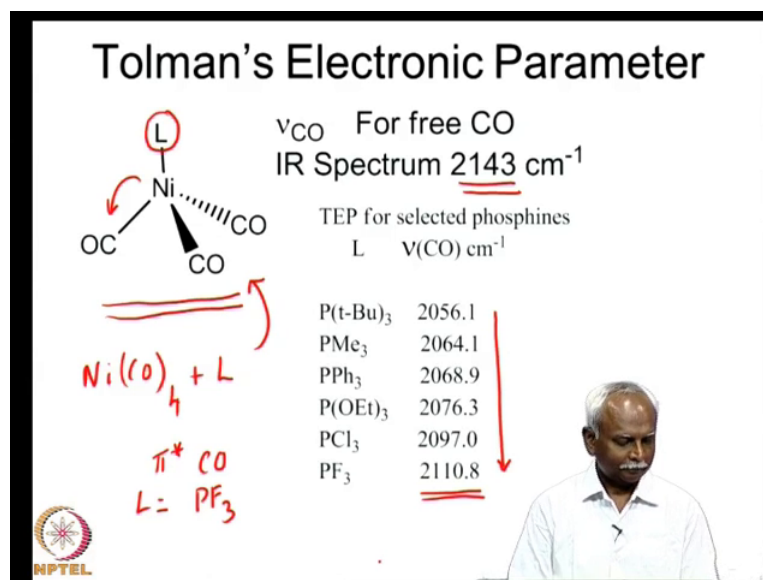 Tolman's Electronic Parameter
L
Ni
OC
CO
CO
νCO For free CO
IR Spectrum 2143 cm-1
TEP for selected phosphines
L ν(CO) cm-1
P(t-Bu)3 2056.1
PMe3 2064.1
PPh3 2068.9
P(OEt)3 2076.3
PCl3 2097.0
PF3 2110.8
Ni(CO)4 + L
π* CO
L = PF3
NPTEL